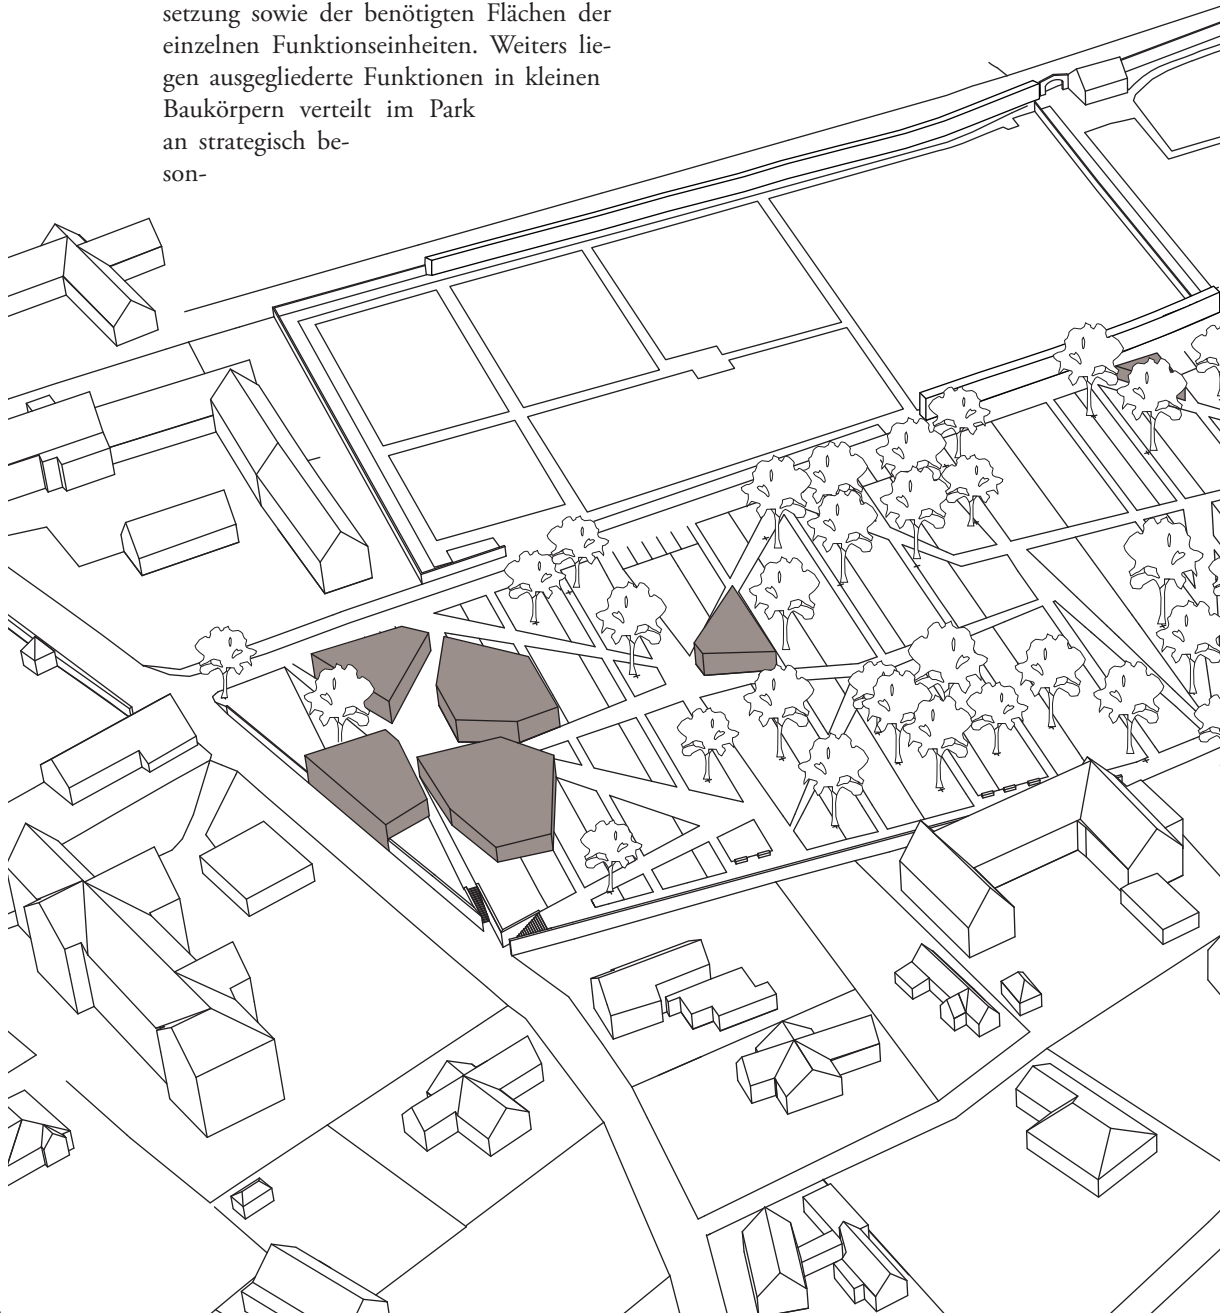 setzung sowie der benötigten Flächen der
einzelnen Funktionseinheiten. Weiters lie-
gen ausgegliederte Funktionen in kleinen
Baukörpern verteilt im Park
an strategisch be-
son-